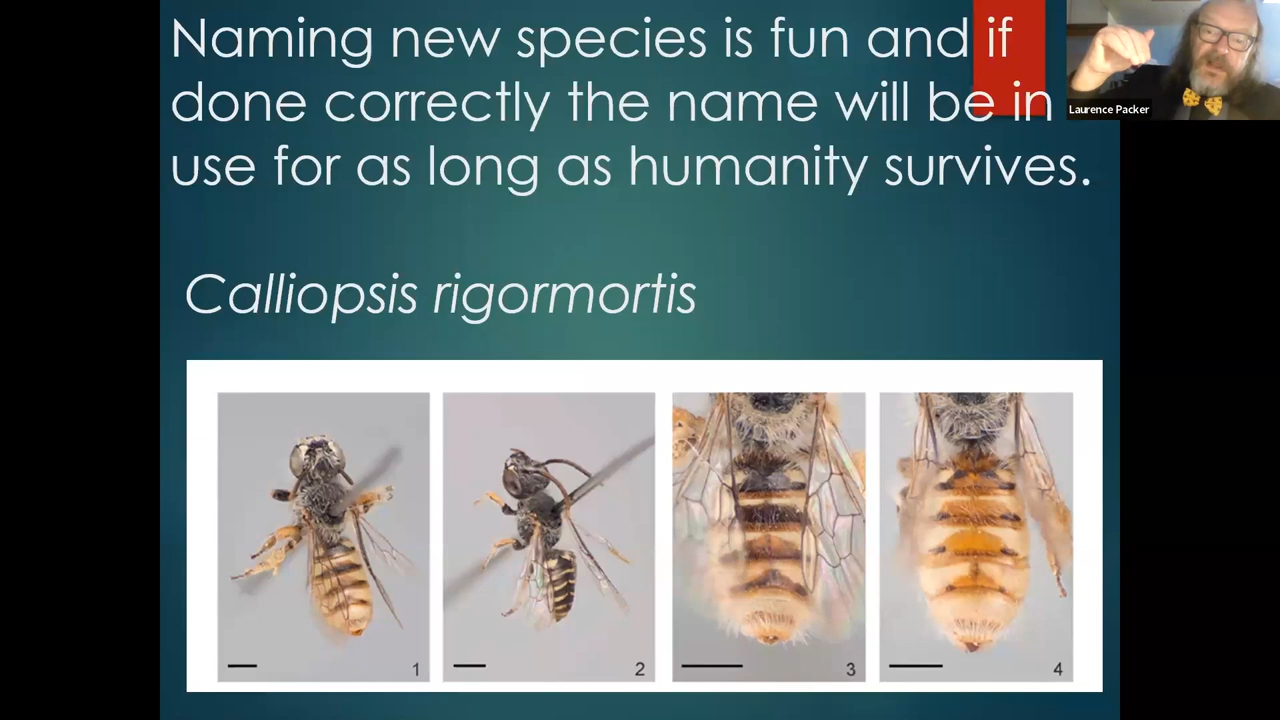 Naming new species is fun and if
done correctly the name will be in
use for as long as humanity survives.
Laurence Packer
Calliopsis rigormortis
1
2
3
4